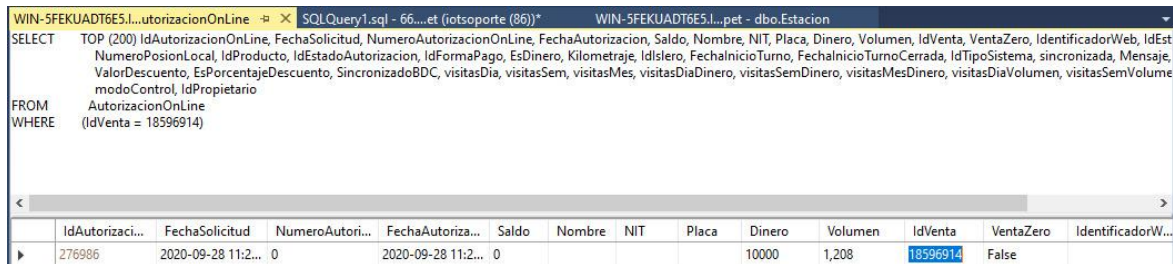 WIN-5FEKUADT6E5.I...utorizacionOnLine SQLQuery1.sql - 66....et (iotsoporte (86))* WIN-5FEKUADT6E5.I...pet - dbo.Estacion
SELECT TOP (200) IdAutorizacionOnLine, FechaSolicitud, NumeroAutorizacionOnLine, FechaAutorizacion, Saldo, Nombre, NIT, Placa, Dinero, Volumen, IdVenta, VentaZero, IdentificadorWeb, IdEst
NumeroPosionLocal, IdProducto, IdEstadoAutorizacion, IdFormaPago, EsDinero, Kilometraje, IdIslero, FechaInicioTurno, FechaInicioTurnoCerrada, IdTipoSistema, sincronizada, Mensaje,
ValorDescuento, EsPorcentajeDescuento, SincronizadoBDC, visitasDia, visitasSem, visitasMes, visitasDiaDinero, visitasSemDinero, visitasMesDinero, visitasDiaVolumen, visitasSemVolume
modoControl, IdPropietario
FROM AutorizacionOnLine
WHERE (IdVenta = 18596914)
IdAutorizaci... FechaSolicitud NumeroAutori... FechaAutoriza... Saldo Nombre NIT Placa Dinero Volumen IdVenta VentaZero IdentificadorW...
276986 2020-09-28 11:2... 0 2020-09-28 11:2... 0 10000 1,208 18596914 False